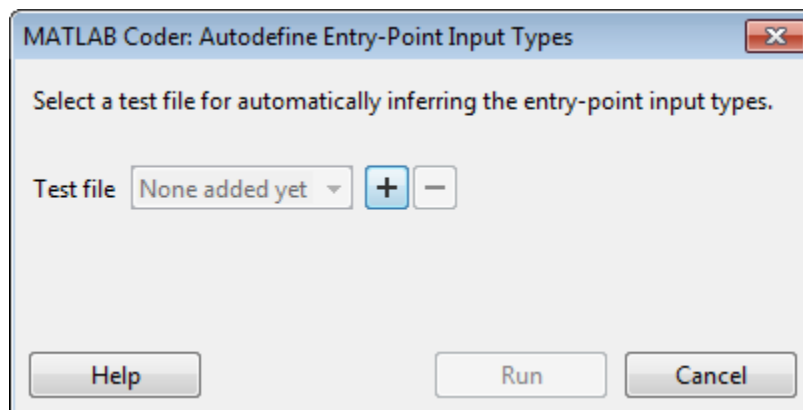 MATLAB Coder: Autodefine Entry-Point Input Types
Select a test file for automatically inferring the entry-point input types.
Test file None added yet + −
Help Run Cancel